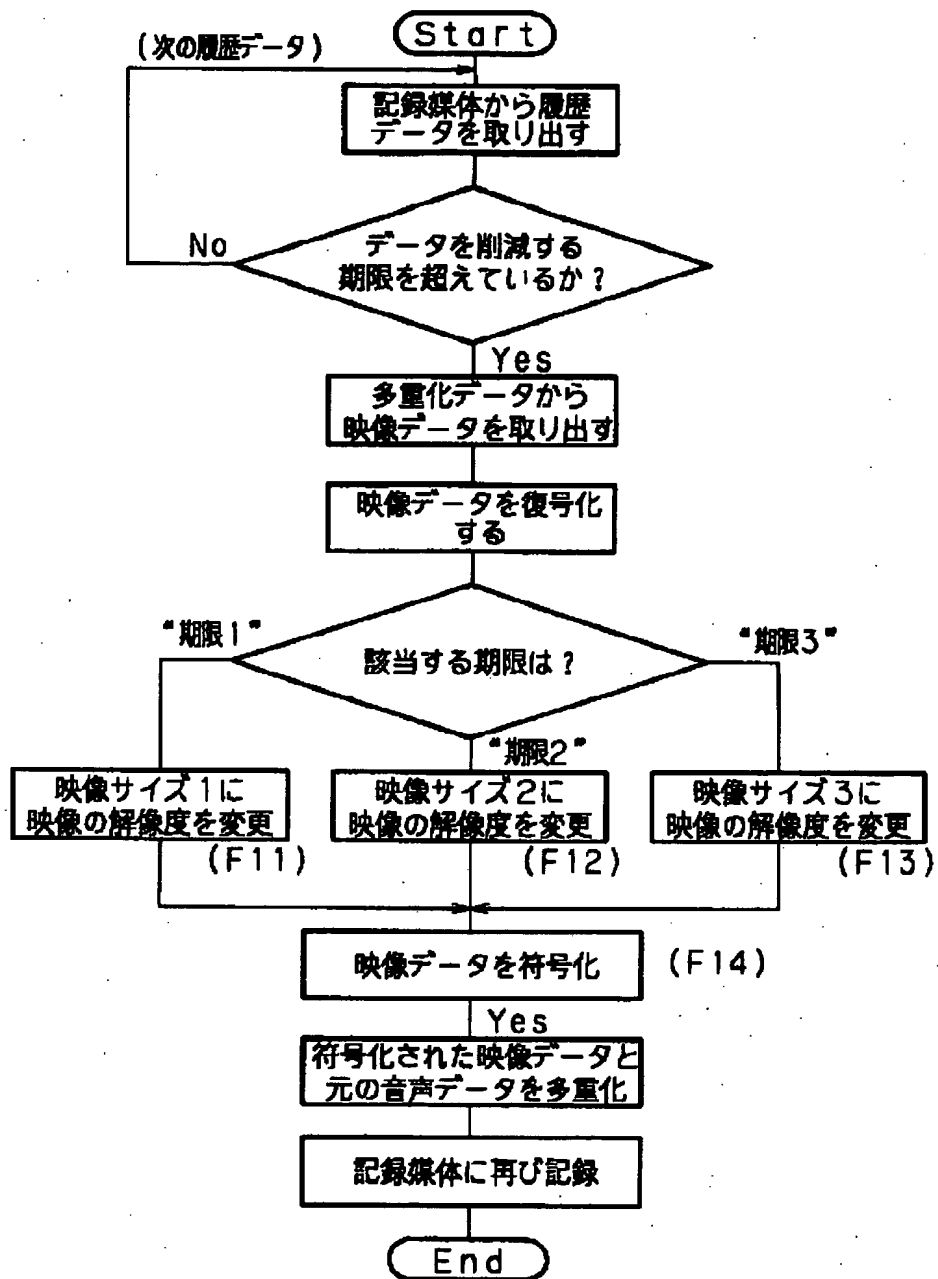 Start
(次の履歴データ)
記録媒体から履歴
データを取り出す
データを削減する
期限を超えているか?
No
Yes
多重化データから
映像データを取り出す
映像データを復号化
する
該当する期限は?
“期限1”
“期限2”
“期限3”
映像サイズ1に
映像の解像度を変更
(F11)
映像サイズ2に
映像の解像度を変更
(F12)
映像サイズ3に
映像の解像度を変更
(F13)
映像データを符号化
(F14)
Yes
符号化された映像データと
元の音声データを多重化
記録媒体に再び記録
End